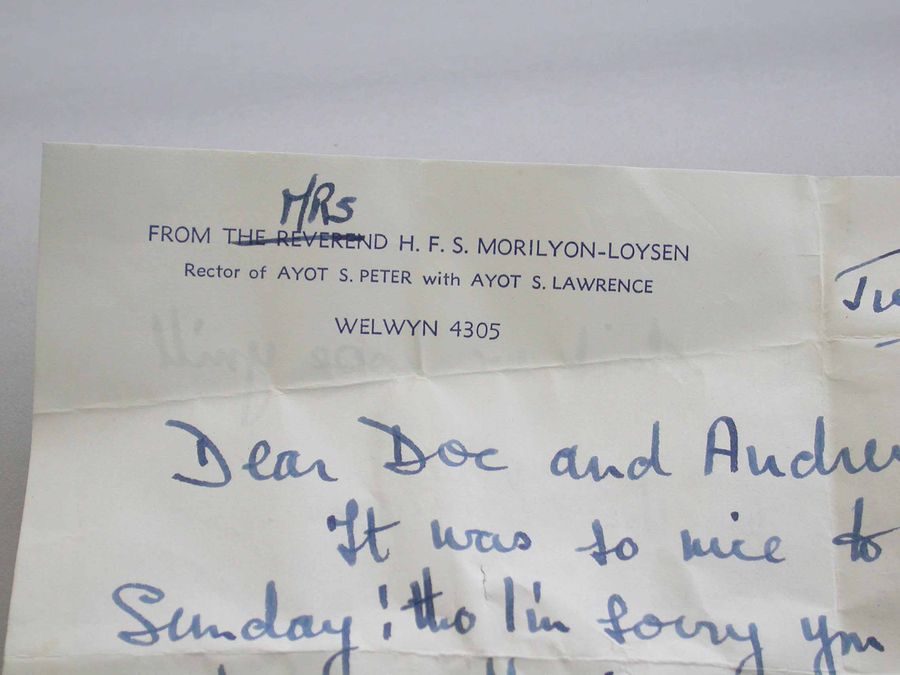 MRs
FROM THE REVEREND H. F. S. MORILYON-LOYSEN
Rector of AYOT S. PETER with AYOT S. LAWRENCE
WELWYN 4305
Dear Doc and Andrew
It was so nice to
Sunday! tho I'm sorry you